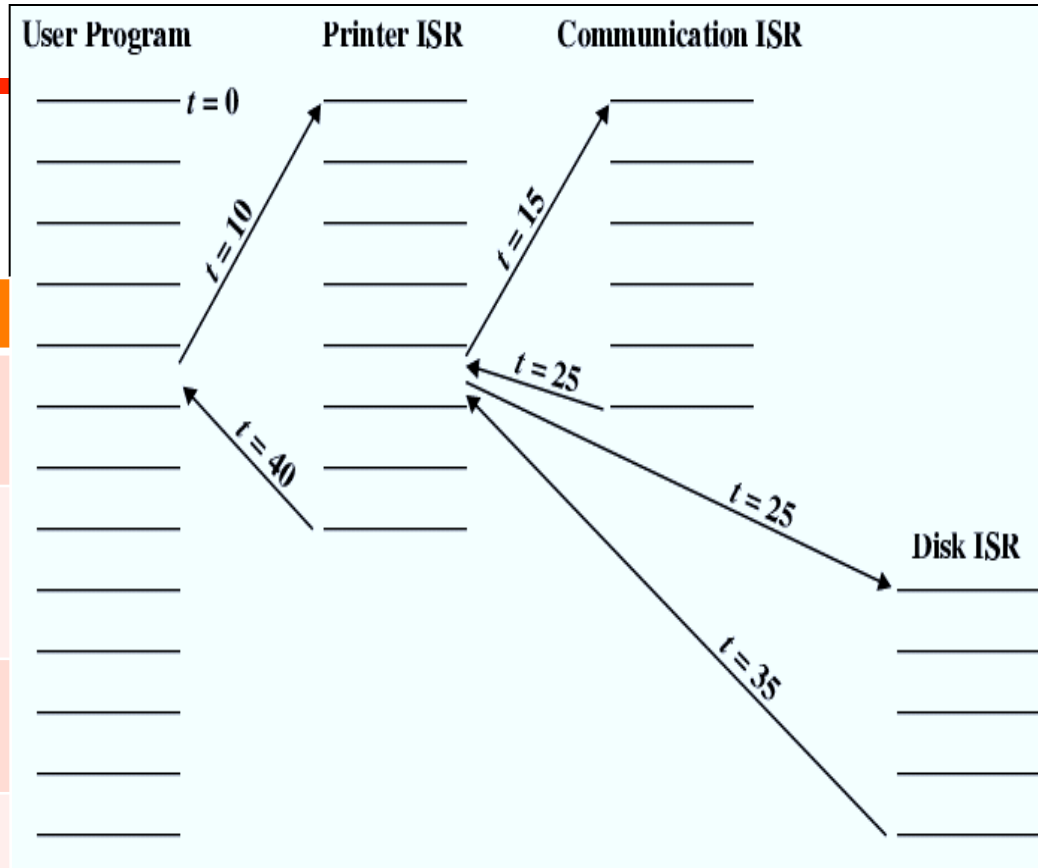 User Program
Printer ISR
Communication ISR
t = 0
t = 10
t = 15
t = 25
t = 40
t = 25
Disk ISR
t = 35